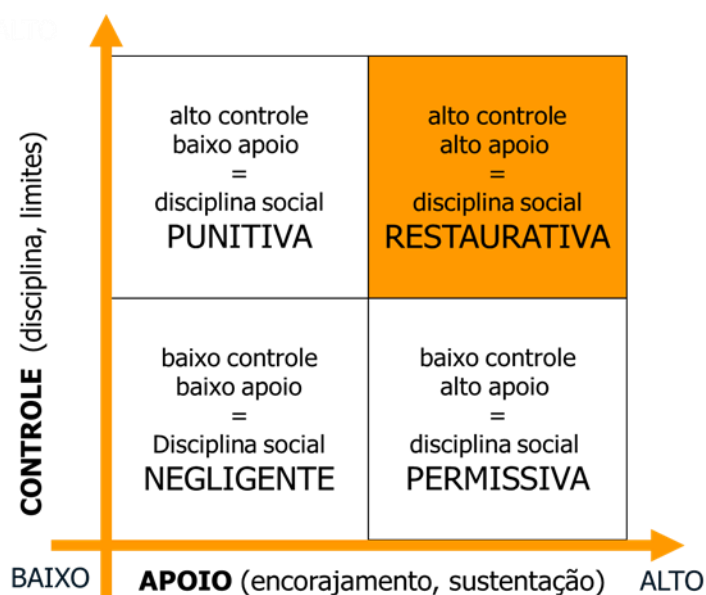 ALTO
alto controle
baixo apoio
=
disciplina social
PUNITIVA
alto controle
alto apoio
=
disciplina social
RESTAURATIVA
baixo controle
baixo apoio
=
Disciplina social
NEGLIGENTE
baixo controle
alto apoio
=
disciplina social
PERMISSIVA
CONTROLE (disciplina, limites)
BAIXO
APOIO (encorajamento, sustentação)
ALTO